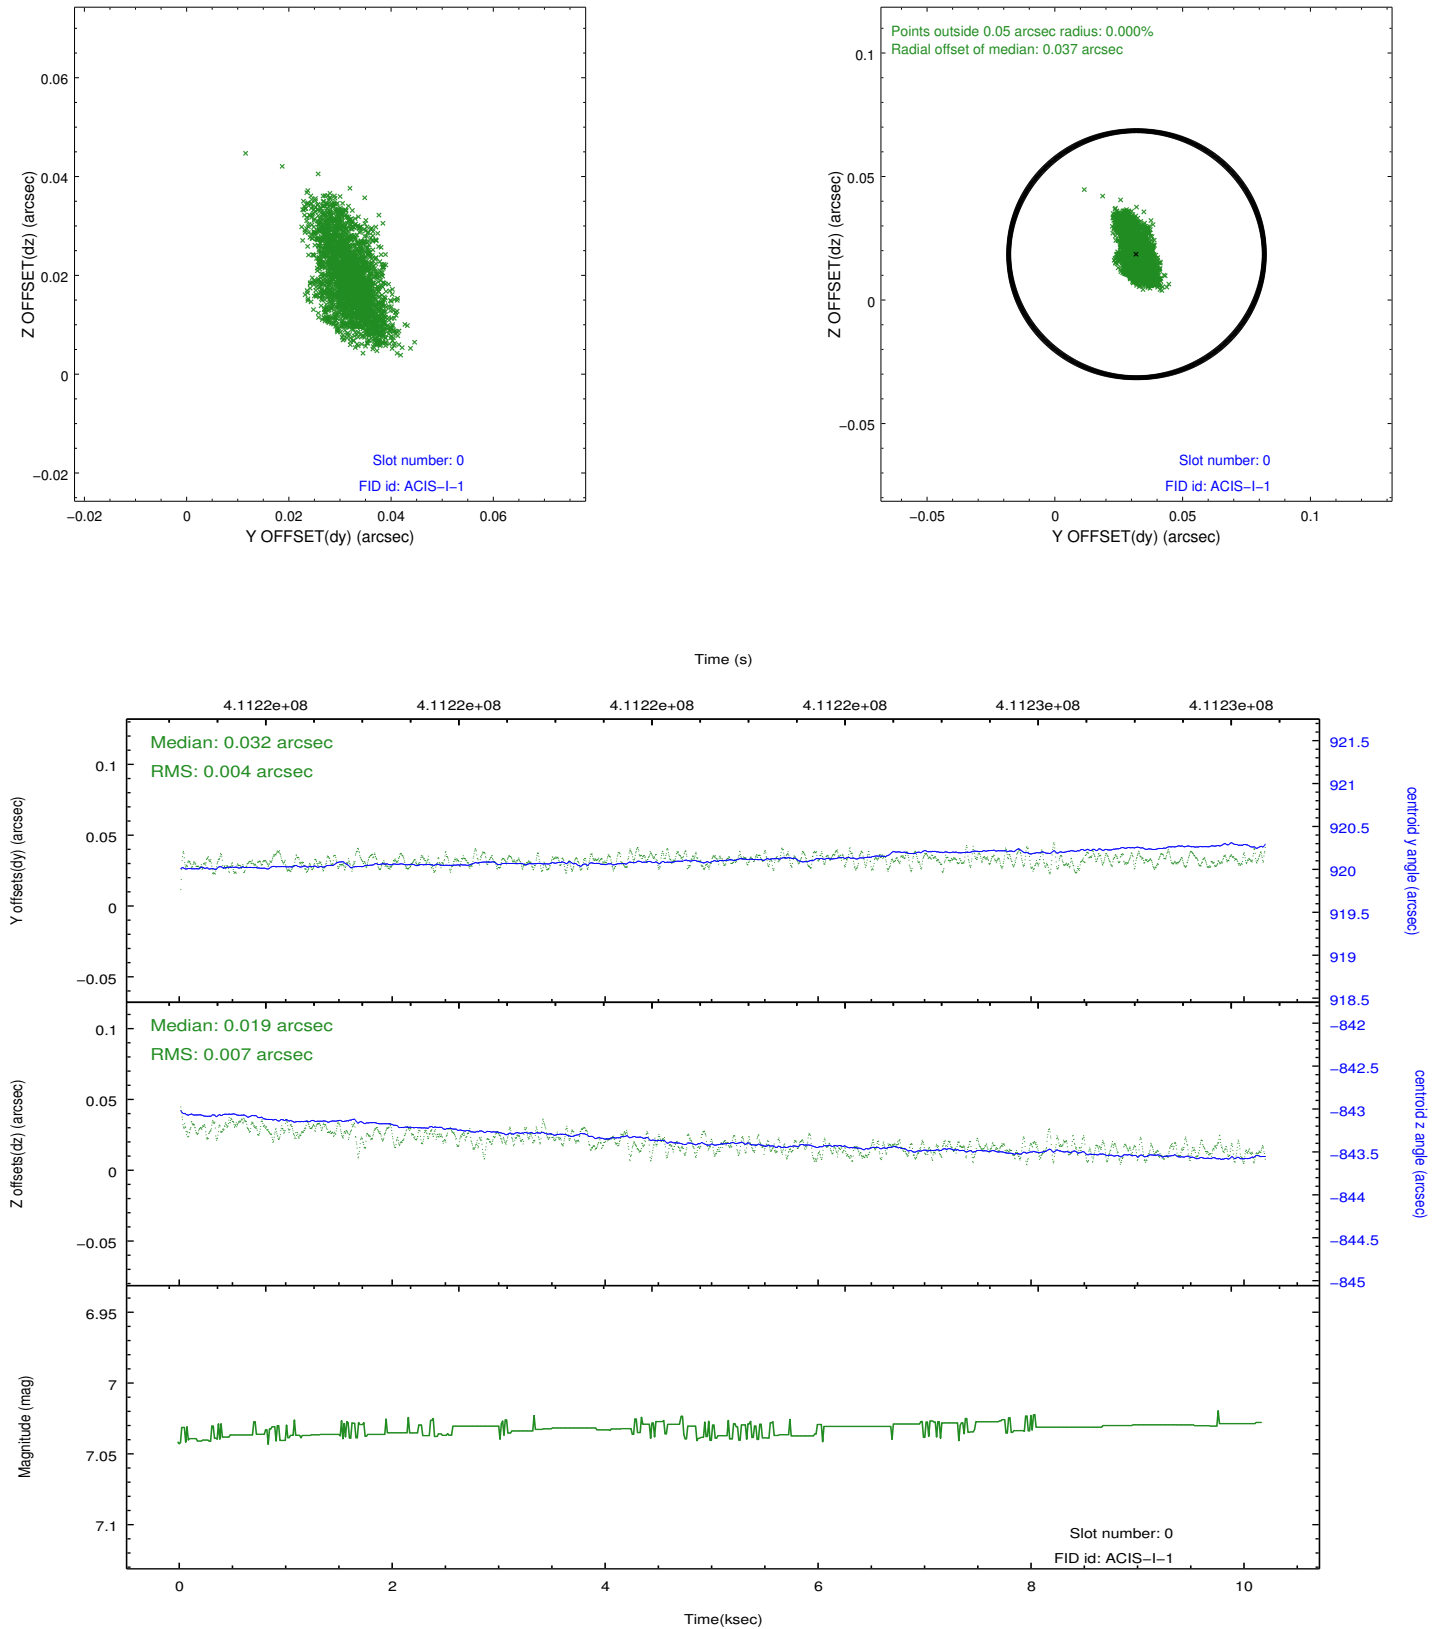 0.06
0.04
0.02
0
−0.02
Z OFFSET(dz) (arcsec)
Slot number: 0
FID id: ACIS−I−1
−0.02 0 0.02 0.04 0.06
Y OFFSET(dy) (arcsec)
Points outside 0.05 arcsec radius: 0.000%
Radial offset of median: 0.037 arcsec
0.1
0.05
0
−0.05
Z OFFSET(dz) (arcsec)
Slot number: 0
FID id: ACIS−I−1
−0.05 0 0.05 0.1
Y OFFSET(dy) (arcsec)
Time (s)
4.1122e+08 4.1122e+08 4.1122e+08 4.1122e+08 4.1123e+08 4.1123e+08
Median: 0.032 arcsec
RMS: 0.004 arcsec
0.1
0.05
0
−0.05
Y offsets(dy) (arcsec)
921.5
921
920.5
920
919.5
919
918.5
centroid y angle (arcsec)
Median: 0.019 arcsec
RMS: 0.007 arcsec
0.1
0.05
0
−0.05
Z offsets(dz) (arcsec)
−842
−842.5
−843
−843.5
−844
−844.5
−845
centroid z angle (arcsec)
6.95
7
7.05
7.1
Magnitude (mag)
Slot number: 0
FID id: ACIS−I−1
0 2 4 6 8 10
Time(ksec)